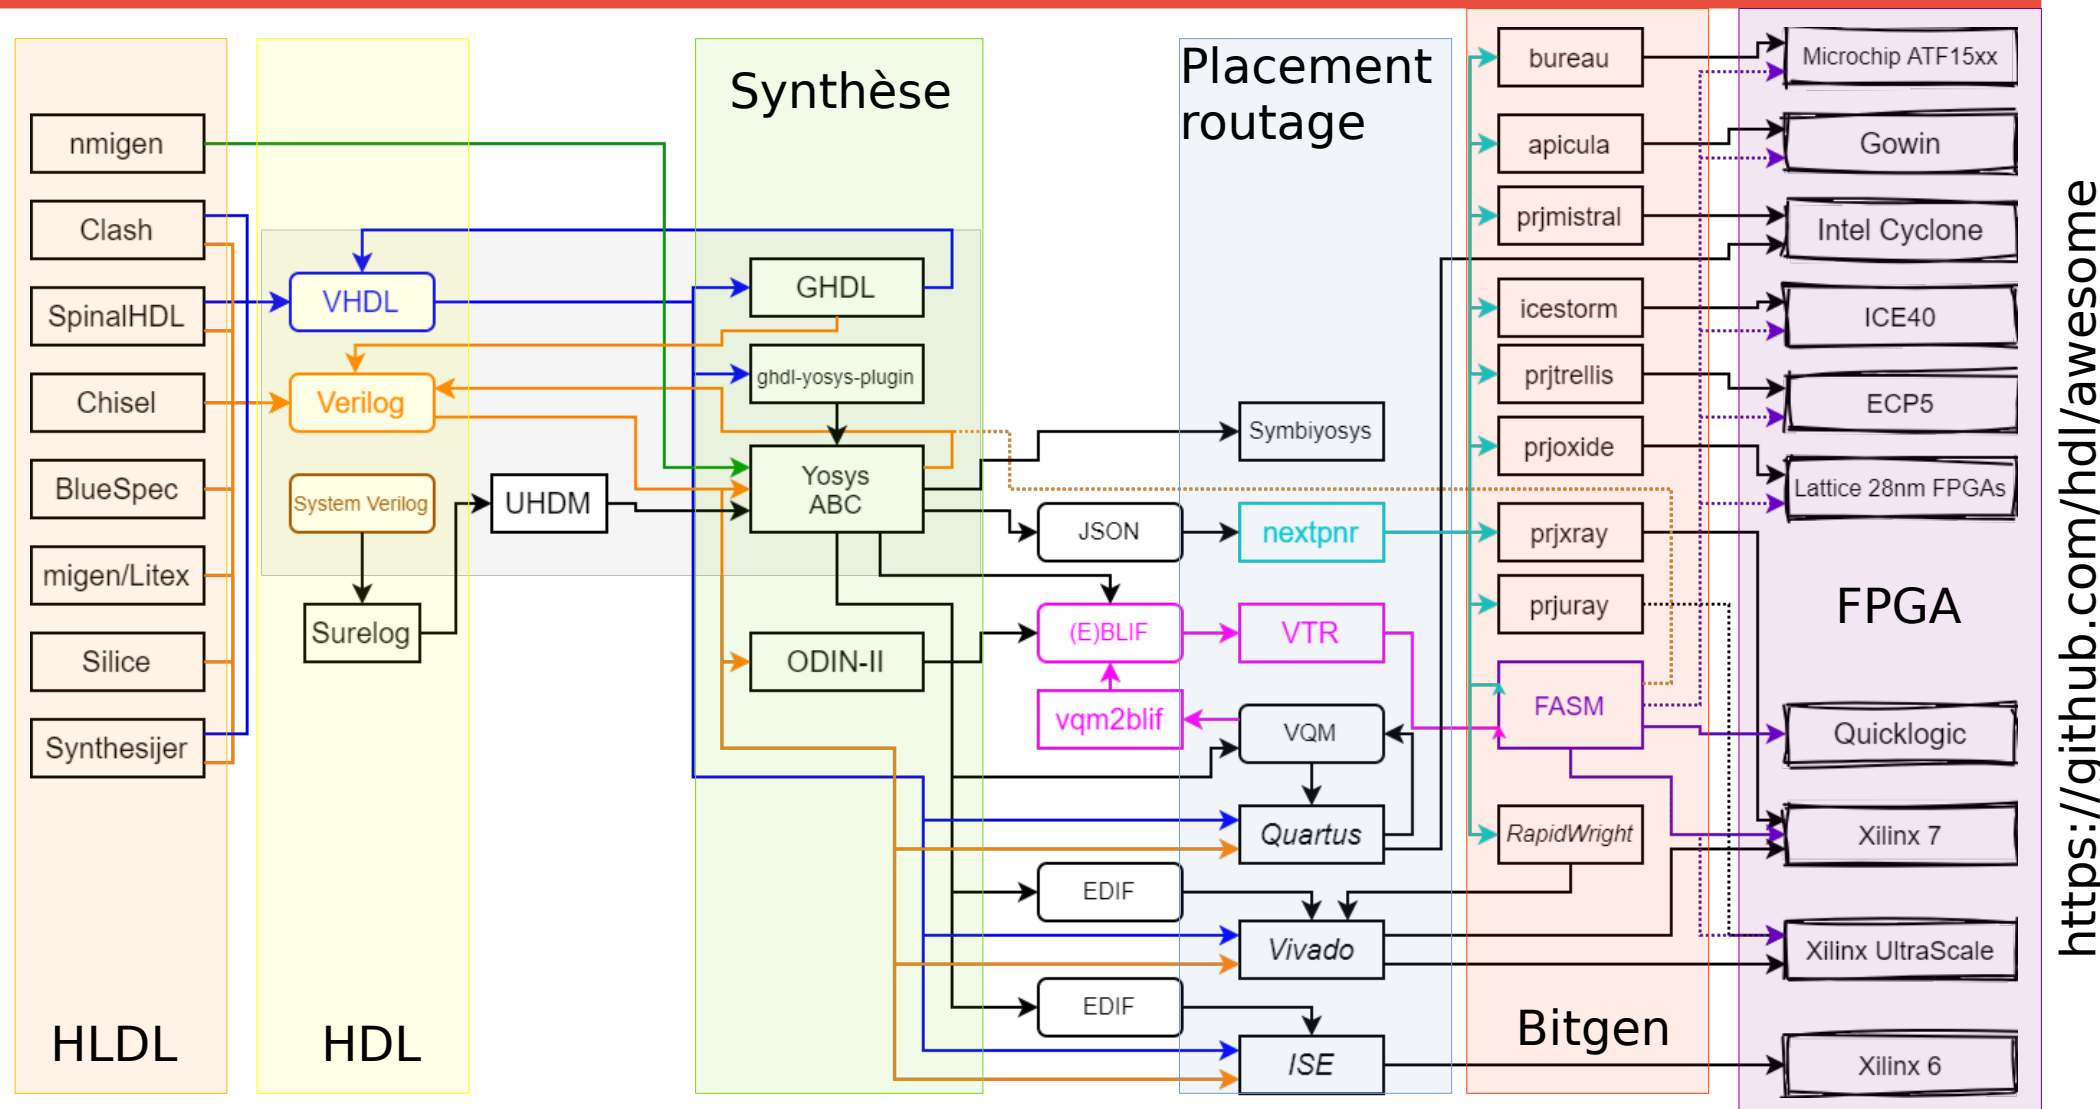 HLDL
nmigen
Clash
SpinalHDL
Chisel
BlueSpec
migen/Litex
Silice
Synthesijer
HDL
VHDL
Verilog
System Verilog
UHDM
Surelog
Synthèse
GHDL
ghdl-yosys-plugin
Yosys
ABC
ODIN-II
JSON
(E)BLIF
vqm2blif
EDIF
EDIF
Placement
routage
Symbiyosys
nextpnr
VTR
VQM
Quartus
Vivado
ISE
Bitgen
bureau
apicula
prjmistral
icestorm
prjtrellis
prjoxide
prjxray
prjuray
FASM
RapidWright
FPGA
Microchip ATF15xx
Gowin
Intel Cyclone
ICE40
ECP5
Lattice 28nm FPGAs
Quicklogic
Xilinx 7
Xilinx UltraScale
Xilinx 6
https://github.com/hdl/awesome